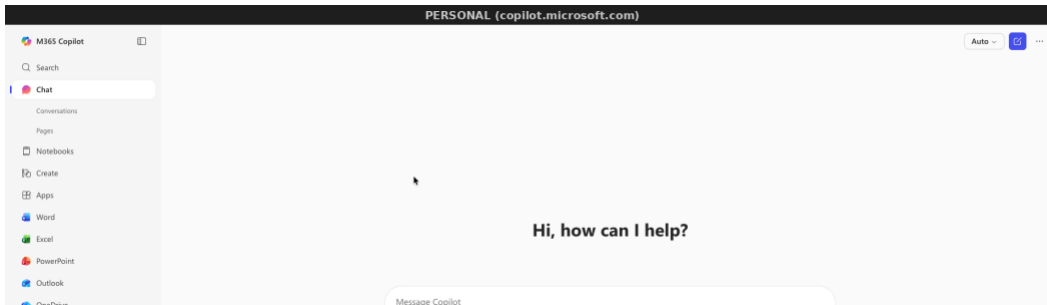 PERSONAL (copilot.microsoft.com)
M365 Copilot
Auto
Search
Chat
Conversations
Pages
Notebooks
Create
Apps
Word
Hi, how can I help?
Excel
PowerPoint
Outlook
OneDrive
Message Copilot